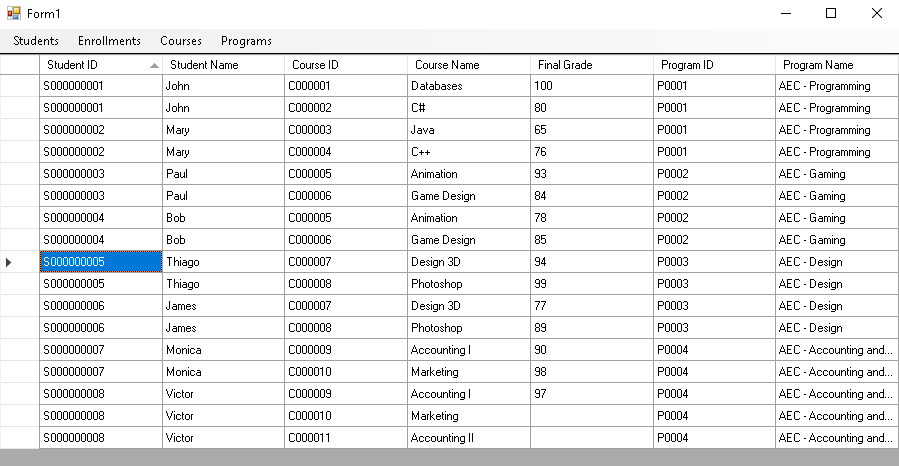 Form1
Students Enrollments Courses Programs
Student ID Student Name Course ID Course Name Final Grade Program ID Program Name
S000000001 John C000001 Databases 100 P0001 AEC - Programming
S000000001 John C000002 C# 80 P0001 AEC - Programming
S000000002 Mary C000003 Java 65 P0001 AEC - Programming
S000000002 Mary C000004 C++ 76 P0001 AEC - Programming
S000000003 Paul C000005 Animation 93 P0002 AEC - Gaming
S000000003 Paul C000006 Game Design 84 P0002 AEC - Gaming
S000000004 Bob C000005 Animation 78 P0002 AEC - Gaming
S000000004 Bob C000006 Game Design 85 P0002 AEC - Gaming
S000000005 Thiago C000007 Design 3D 94 P0003 AEC - Design
S000000005 Thiago C000008 Photoshop 99 P0003 AEC - Design
S000000006 James C000007 Design 3D 77 P0003 AEC - Design
S000000006 James C000008 Photoshop 89 P0003 AEC - Design
S000000007 Monica C000009 Accounting I 90 P0004 AEC - Accounting and...
S000000007 Monica C000010 Marketing 98 P0004 AEC - Accounting and...
S000000008 Victor C000009 Accounting I 97 P0004 AEC - Accounting and...
S000000008 Victor C000010 Marketing P0004 AEC - Accounting and...
S000000008 Victor C000011 Accounting II P0004 AEC - Accounting and...